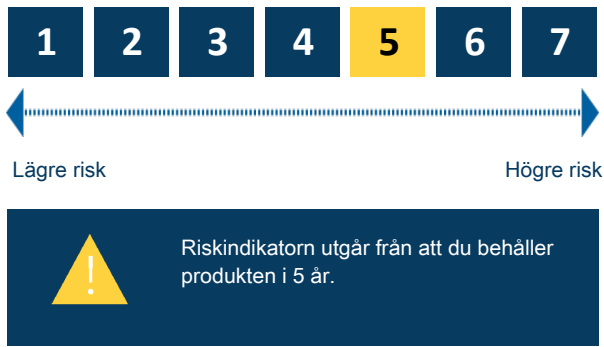 1 2 3 4 5 6 7
Lägre risk Högre risk
!
Riskindikatorn utgår från att du behåller
produkten i 5 år.